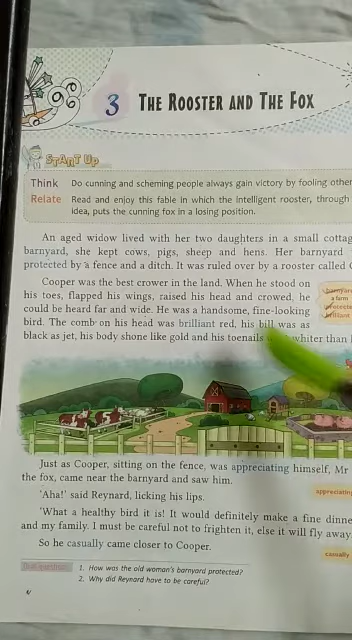 3 THE ROOSTER AND THE FOX
START UP
Think Do cunning and scheming people always gain victory by fooling other
Relate Read and enjoy this fable in which the intelligent rooster, through
idea, puts the cunning fox in a losing position.
An aged widow lived with her two daughters in a small cottag
barnyard, she kept cows, pigs, sheep and hens. Her barnyard
protected by a fence and a ditch. It was ruled over by a rooster called
Cooper was the best crower in the land. When he stood on
his toes, flapped his wings, raised his head and crowed, he
could be heard far and wide. He was a handsome, fine-looking
bird. The comb on his head was brilliant red, his bill was as
black as jet, his body shone like gold and his toenails whiter than
barnyard
a farm
protecte
brilliant
Just as Cooper, sitting on the fence, was appreciating himself, Mr
the fox, came near the barnyard and saw him.
'Aha!' said Reynard, licking his lips.
appreciating
'What a healthy bird it is! It would definitely make a fine dinne
and my family. I must be careful not to frighten it, else it will fly away
So he casually came closer to Cooper.
casually
1. How was the old woman's barnyard protected?
2. Why did Reynard have to be careful?